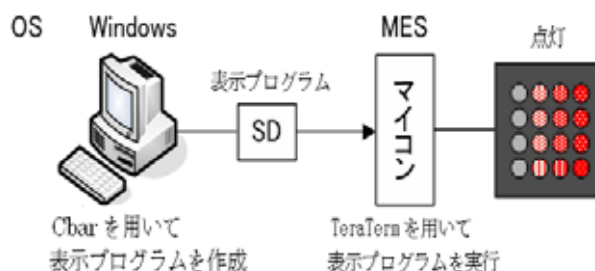 OS Windows MES 点灯
表示プログラム
SD
マイコン
Cbarを用いて
表示プログラムを作成
TeraTermを用いて
表示プログラムを実行